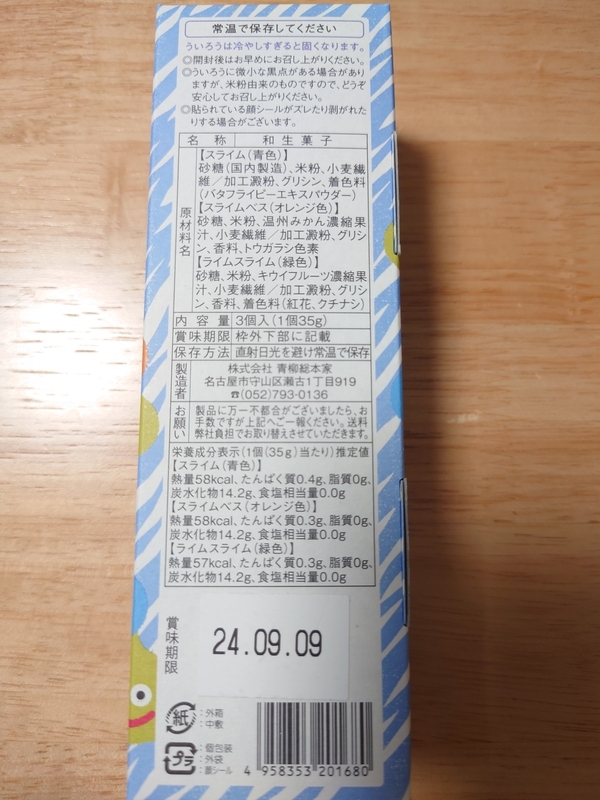 常温で保存してください
ういろうは冷やしすぎると固くなります。
◎開封後はお早めにお召し上がりください。
◎ういろうに微小な黒点がある場合があり
ますが、米粉由来のものですので、どうぞ
安心してお召し上がりください。
◎貼られている顔シールがズレたり剥がれた
りする場合がございます。
名称 和生菓子
原材料名
【スライム(青色)】
砂糖(国内製造)、米粉、小麦繊
維／加工澱粉、グリシン、着色料
(バタフライピーエキスパウダー)
【スライムベス(オレンジ色)】
砂糖、米粉、温州みかん濃縮果
汁、小麦繊維／加工澱粉、グリシ
ン、香料、トウガラシ色素
【ライムスライム(緑色)】
砂糖、米粉、キウイフルーツ濃縮果
汁、小麦繊維／加工澱粉、グリシ
ン、香料、着色料(紅花、クチナシ)
内容量 3個入(1個35g)
賞味期限 枠外下部に記載
保存方法 直射日光を避け常温で保存
製造者
株式会社 青柳総本家
名古屋市守山区瀬古1丁目919
☎(052)793-0136
お願い
製品に万一不都合がございましたら、お
手数ですが上記へご一報ください。送料
弊社負担でお取り替えさせていただきます。
栄養成分表示(1個(35g)当たり)推定値
【スライム(青色)】
熱量58kcal、たんぱく質0.4g、脂質0g、
炭水化物14.2g、食塩相当量0.0g
【スライムベス(オレンジ色)】
熱量58kcal、たんぱく質0.3g、脂質0g、
炭水化物14.2g、食塩相当量0.0g
【ライムスライム(緑色)】
熱量57kcal、たんぱく質0.3g、脂質0g、
炭水化物14.2g、食塩相当量0.0g
賞味期限
24.09.09
紙
:外箱
:中敷
プラ
:個包装
:外袋
:顔シール
4 958353 201680